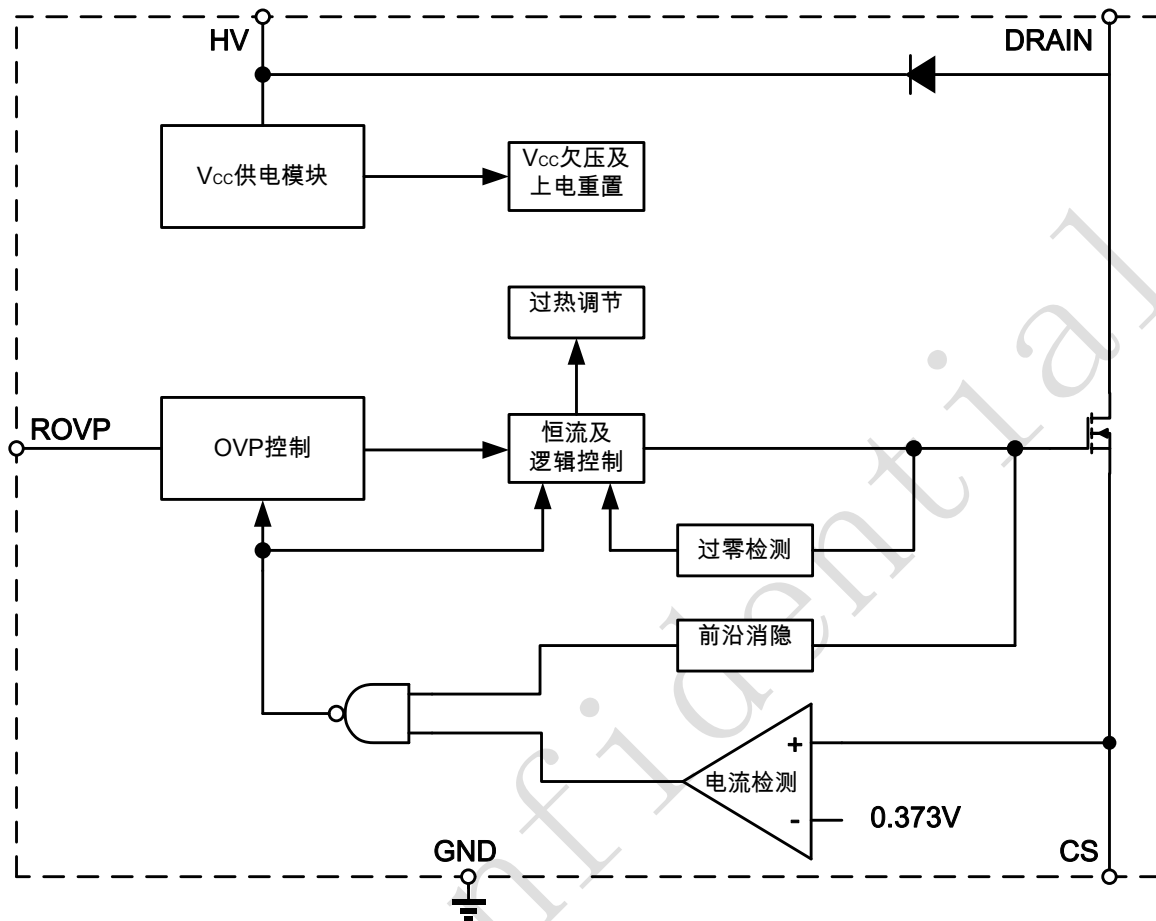 HV
DRAIN
Vcc供电模块
Vcc欠压及
上电重置
过热调节
ROVP
OVP控制
恒流及
逻辑控制
过零检测
前沿消隐
+
电流检测
-
0.373V
GND
CS
nfidential